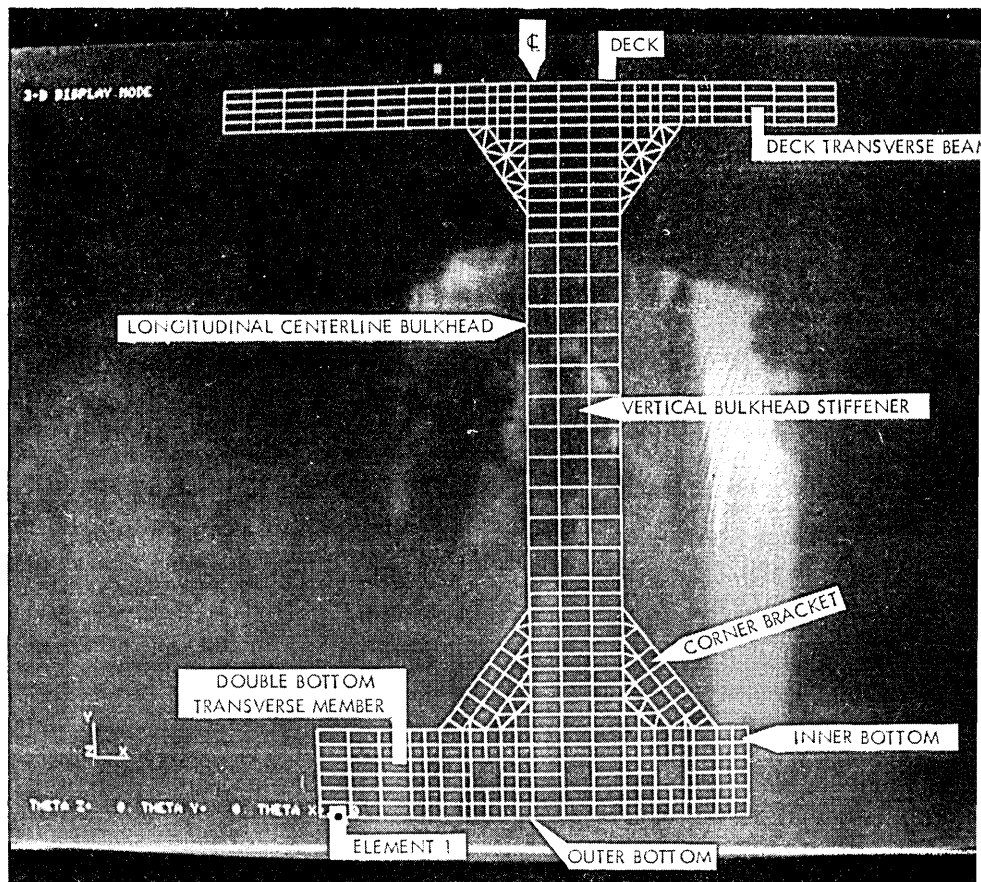 ℄
DECK
3-D DISPLAY MODE
DECK TRANSVERSE BEAM
LONGITUDINAL CENTERLINE BULKHEAD
VERTICAL BULKHEAD STIFFENER
CORNER BRACKET
DOUBLE BOTTOM
TRANSVERSE MEMBER
INNER BOTTOM
Y
Z X
THETA Z= 0. THETA Y= 0. THETA X
ELEMENT 1
OUTER BOTTOM